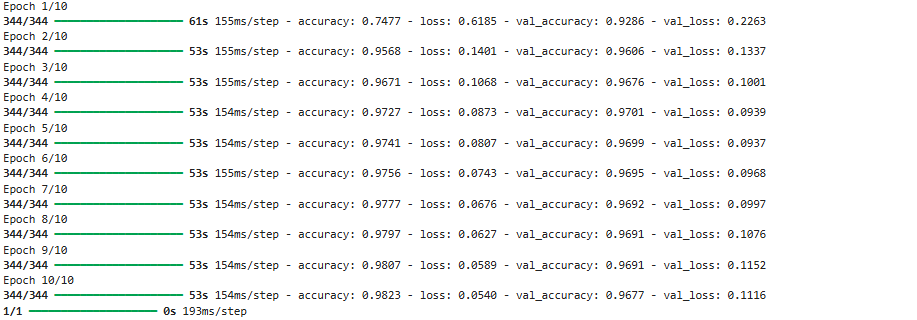 Epoch 1/10
344/344 ━━━━━━━━━━━━━━━━━━━━ 61s 155ms/step - accuracy: 0.7477 - loss: 0.6185 - val_accuracy: 0.9286 - val_loss: 0.2263
Epoch 2/10
344/344 ━━━━━━━━━━━━━━━━━━━━ 53s 155ms/step - accuracy: 0.9568 - loss: 0.1401 - val_accuracy: 0.9606 - val_loss: 0.1337
Epoch 3/10
344/344 ━━━━━━━━━━━━━━━━━━━━ 53s 155ms/step - accuracy: 0.9671 - loss: 0.1068 - val_accuracy: 0.9676 - val_loss: 0.1001
Epoch 4/10
344/344 ━━━━━━━━━━━━━━━━━━━━ 53s 154ms/step - accuracy: 0.9727 - loss: 0.0873 - val_accuracy: 0.9701 - val_loss: 0.0939
Epoch 5/10
344/344 ━━━━━━━━━━━━━━━━━━━━ 53s 154ms/step - accuracy: 0.9741 - loss: 0.0807 - val_accuracy: 0.9699 - val_loss: 0.0937
Epoch 6/10
344/344 ━━━━━━━━━━━━━━━━━━━━ 53s 155ms/step - accuracy: 0.9756 - loss: 0.0743 - val_accuracy: 0.9695 - val_loss: 0.0968
Epoch 7/10
344/344 ━━━━━━━━━━━━━━━━━━━━ 53s 154ms/step - accuracy: 0.9777 - loss: 0.0676 - val_accuracy: 0.9692 - val_loss: 0.0997
Epoch 8/10
344/344 ━━━━━━━━━━━━━━━━━━━━ 53s 154ms/step - accuracy: 0.9797 - loss: 0.0627 - val_accuracy: 0.9691 - val_loss: 0.1076
Epoch 9/10
344/344 ━━━━━━━━━━━━━━━━━━━━ 53s 154ms/step - accuracy: 0.9807 - loss: 0.0589 - val_accuracy: 0.9691 - val_loss: 0.1152
Epoch 10/10
344/344 ━━━━━━━━━━━━━━━━━━━━ 53s 154ms/step - accuracy: 0.9823 - loss: 0.0540 - val_accuracy: 0.9677 - val_loss: 0.1116
1/1 ━━━━━━━━━━━━━━━━━━━━ 0s 193ms/step